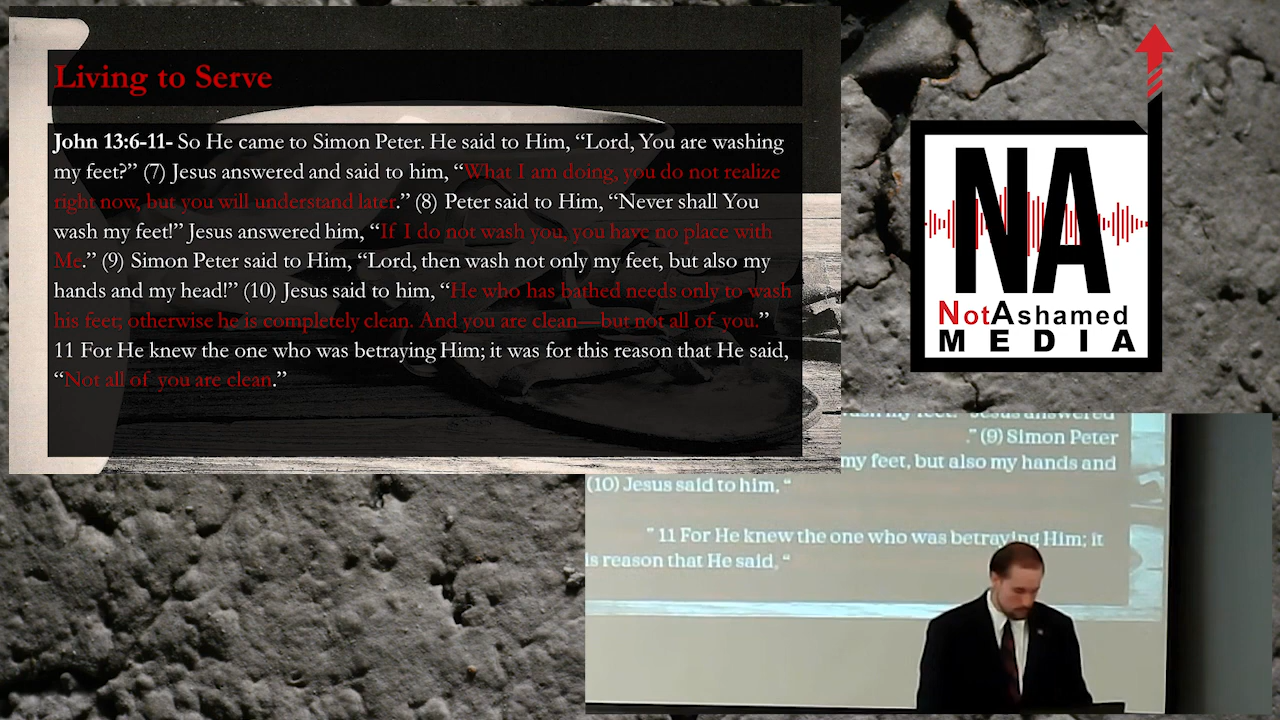 Living to Serve
John 13:6-11- So He came to Simon Peter. He said to Him, “Lord, You are washing
my feet?” (7) Jesus answered and said to him, “What I am doing, you do not realize
right now, but you will understand later.” (8) Peter said to Him, “Never shall You
wash my feet!” Jesus answered him, “If I do not wash you, you have no place with
Me.” (9) Simon Peter said to Him, “Lord, then wash not only my feet, but also my
hands and my head!” (10) Jesus said to him, “He who has bathed needs only to wash
his feet; otherwise he is completely clean. And you are clean—but not all of you.”
11 For He knew the one who was betraying Him; it was for this reason that He said,
“Not all of you are clean.”
NA
NotAshamed
MEDIA
wash my feet!” Jesus answered
.” (9) Simon Peter
my feet, but also my hands and
(10) Jesus said to him, “
” 11 For He knew the one who was betraying Him; it
is reason that He said, “